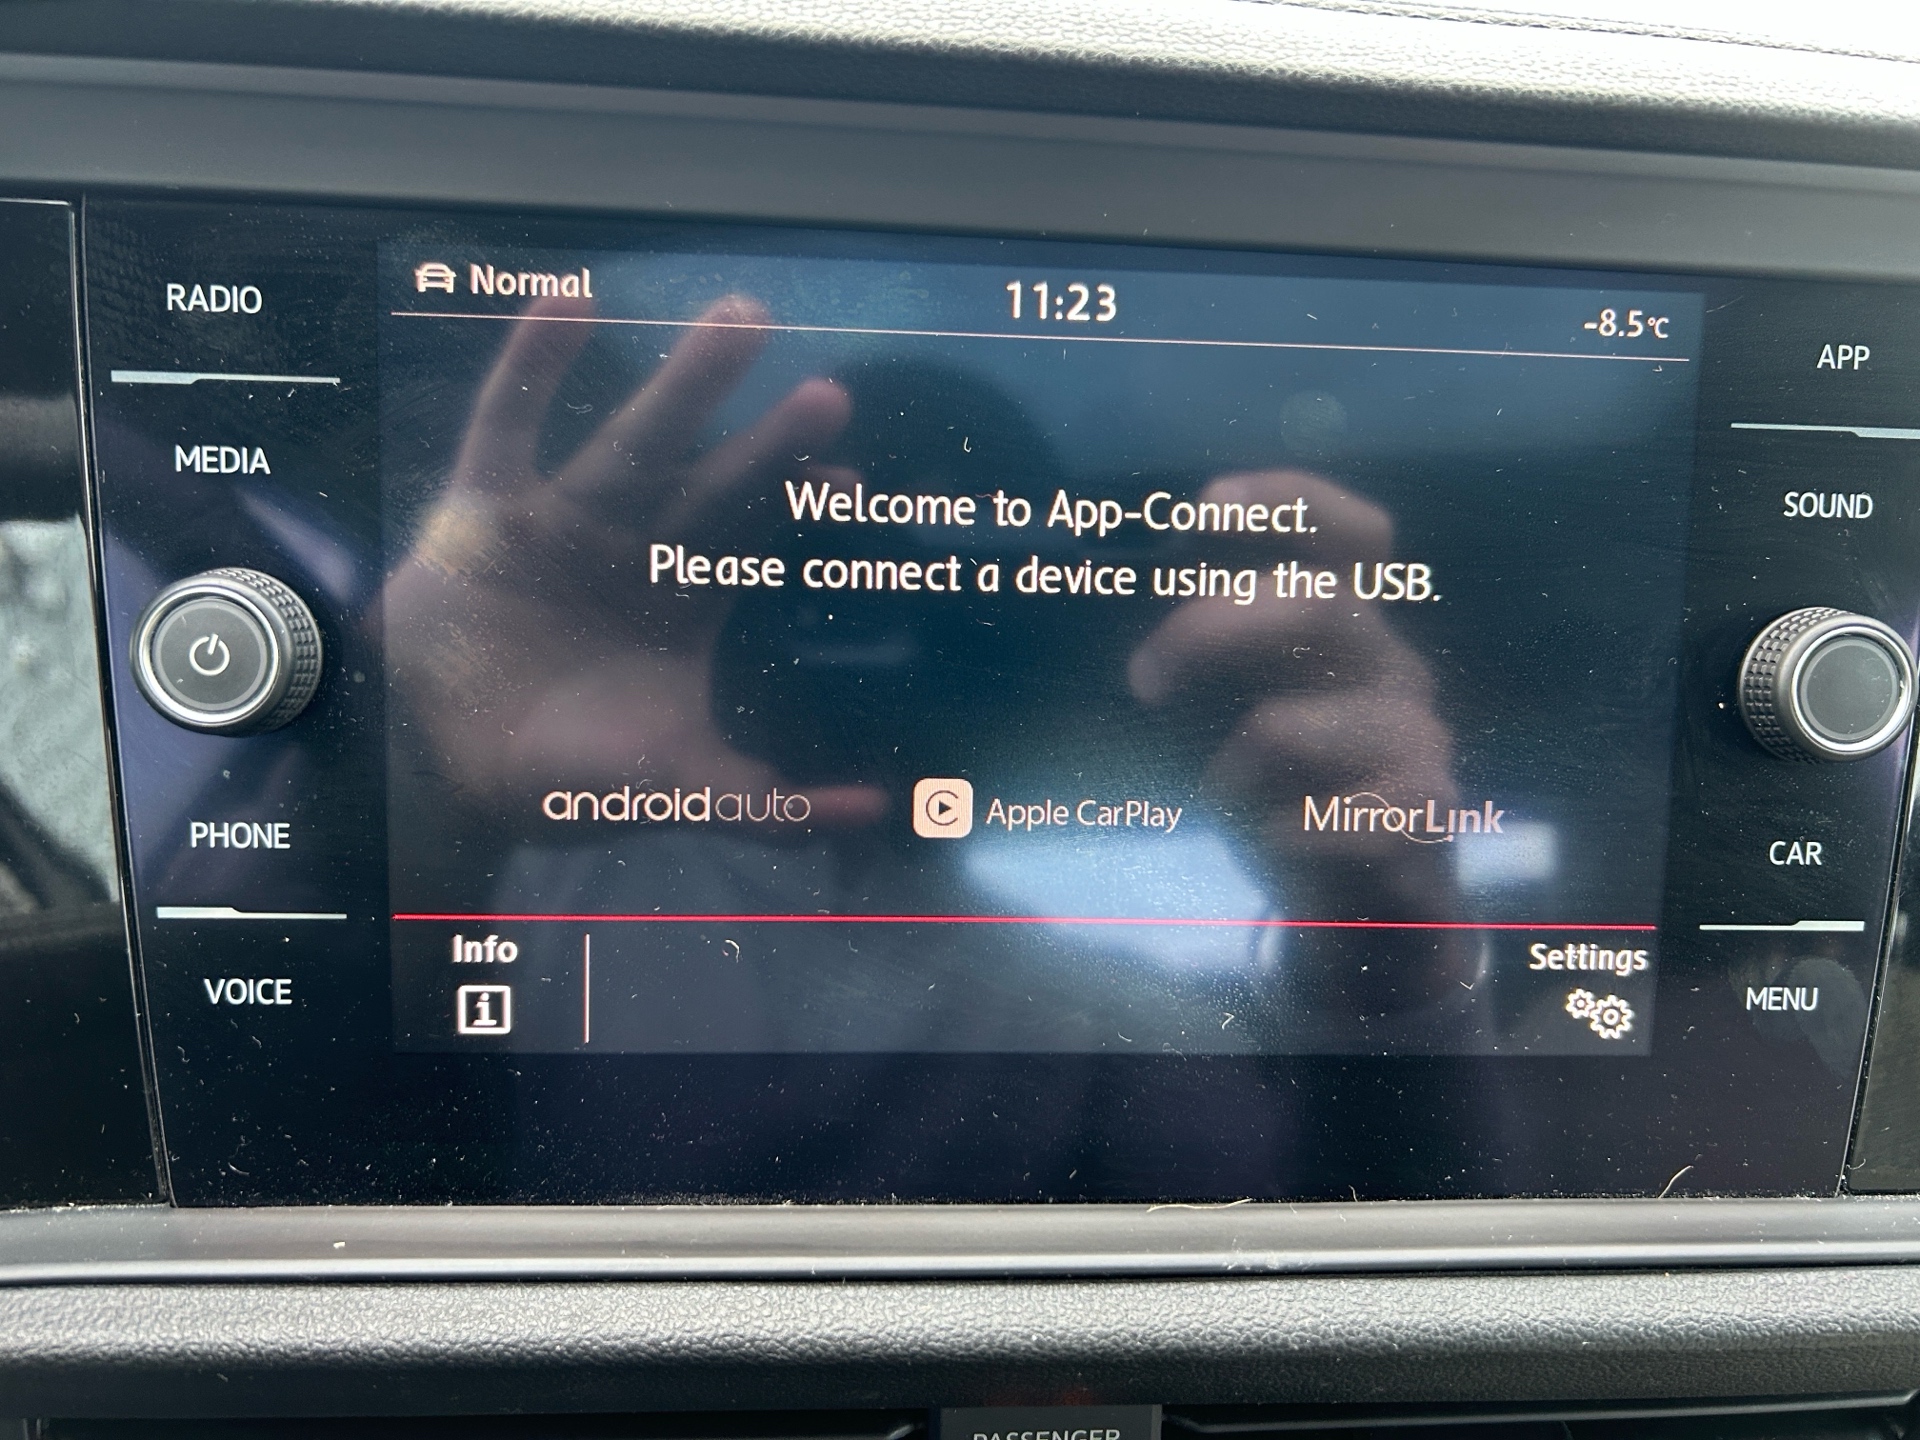 RADIO
MEDIA
PHONE
VOICE
Normal
11:23
-8.5°C
Welcome to App-Connect.
Please connect a device using the USB.
androidauto
Apple CarPlay
MirrorLink
Info
Settings
APP
SOUND
CAR
MENU
PASSENGER